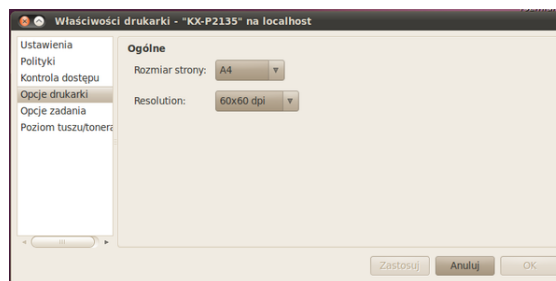 Właściwości drukarki - "KX-P2135" na localhost
Ustawienia
Polityki
Kontrola dostępu
Opcje drukarki
Opcje zadania
Poziom tuszu/tonera
Ogólne
Rozmiar strony: A4
Resolution: 60x60 dpi
Zastosuj Anuluj OK